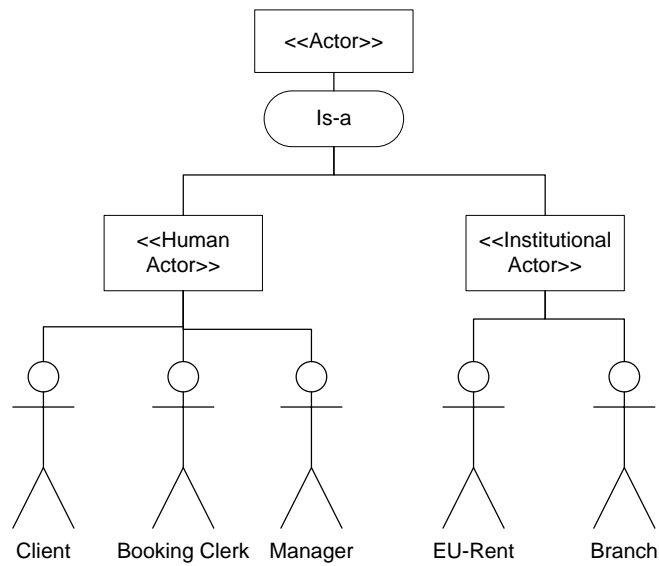 <<Actor>>
Is-a
<<Human
Actor>>
<<Institutional
Actor>>
Client
Booking Clerk
Manager
EU-Rent
Branch